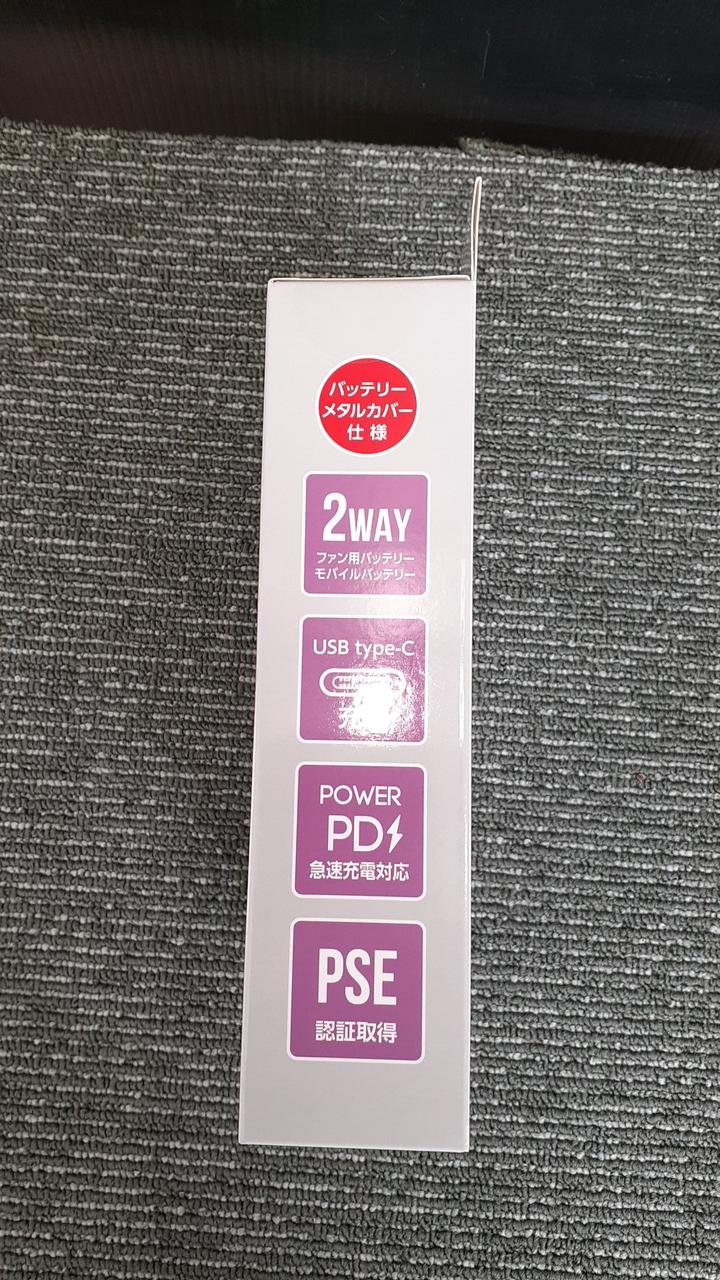 バッテリー
メタルカバー
仕様
2WAY
ファン用バッテリー
モバイルバッテリー
USB type-C
POWER
PD
急速充電対応
PSE
認証取得